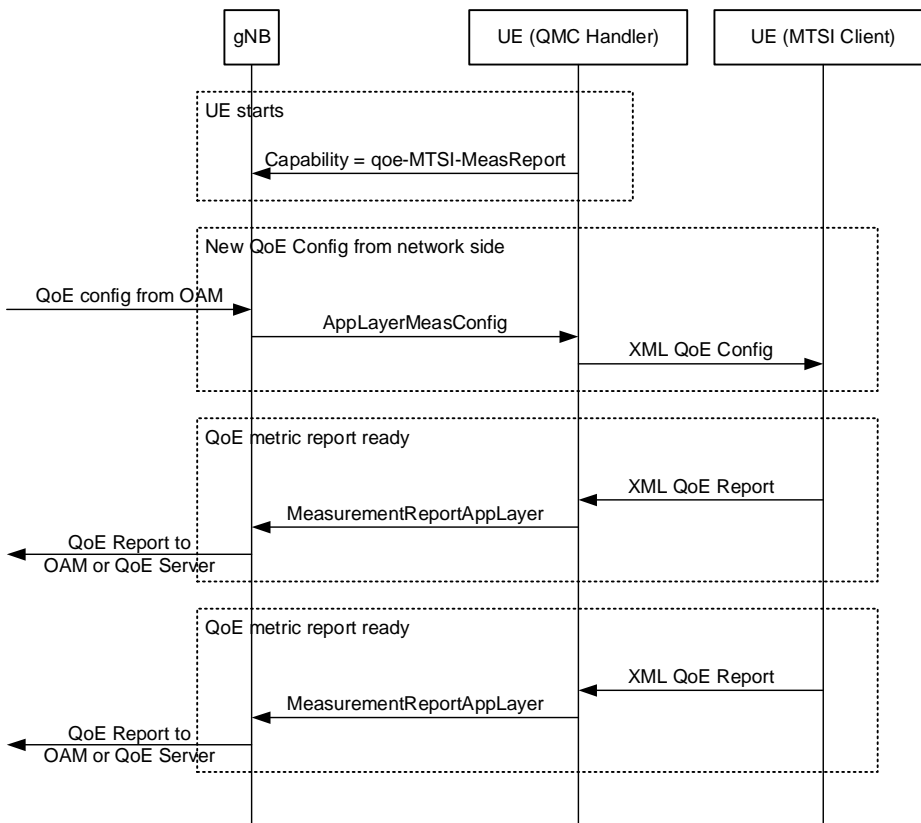 gNB
UE (QMC Handler)
UE (MTSI Client)
UE starts
Capability = qoe-MTSI-MeasReport
New QoE Config from network side
QoE config from OAM
AppLayerMeasConfig
XML QoE Config
QoE metric report ready
XML QoE Report
MeasurementReportAppLayer
QoE Report to
OAM or QoE Server
QoE metric report ready
XML QoE Report
MeasurementReportAppLayer
QoE Report to
OAM or QoE Server